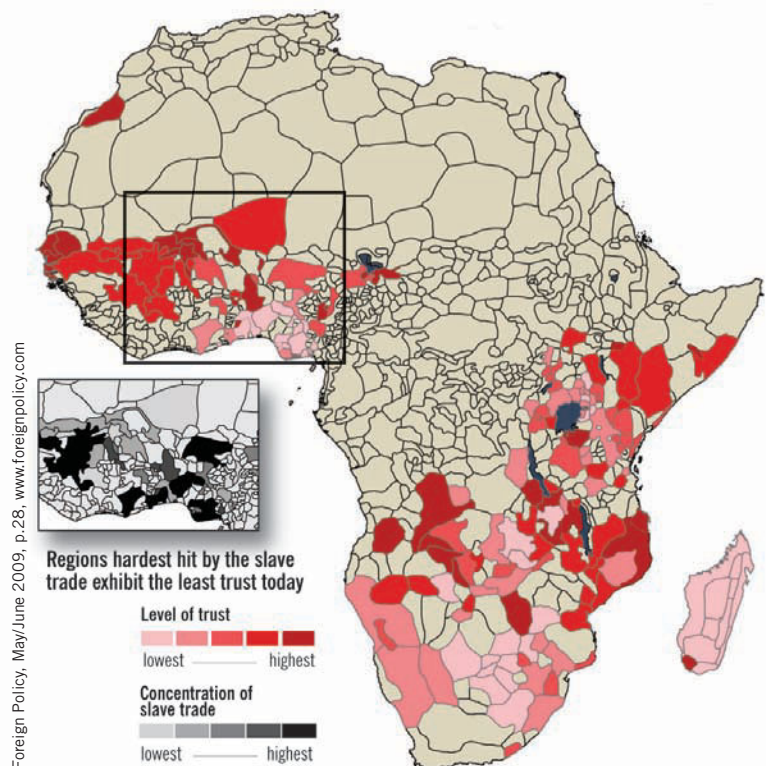 Foreign Policy, May/June 2009, p.28, www.foreignpolicy.com
Regions hardest hit by the slave
trade exhibit the least trust today
Level of trust
lowest highest
Concentration of
slave trade
lowest highest